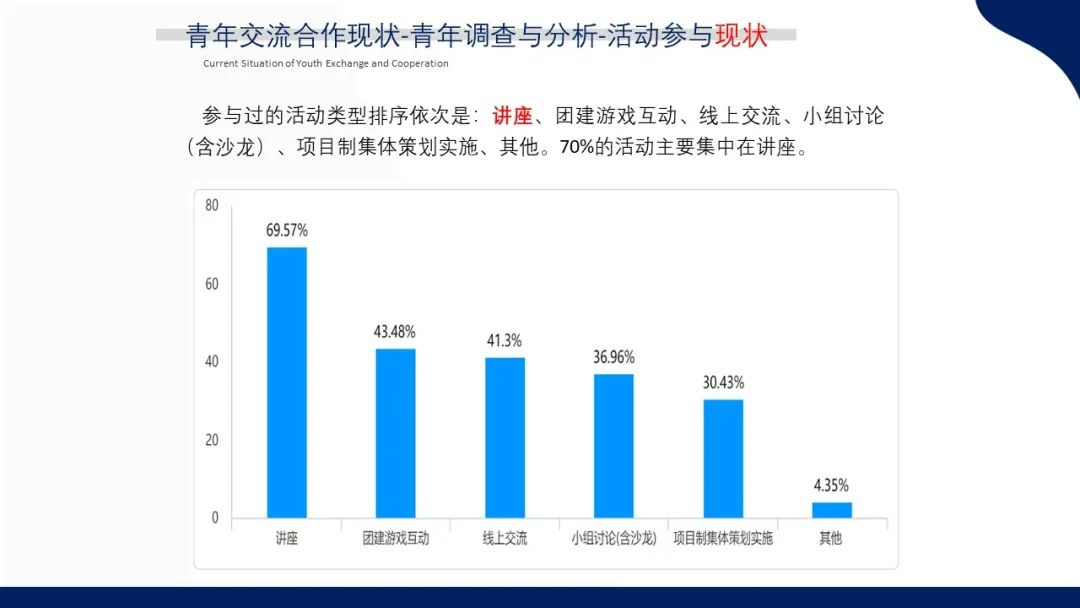 青年交流合作现状-青年调查与分析-活动参与现状
Current Situation of Youth Exchange and Cooperation
参与过的活动类型排序依次是：讲座、团建游戏互动、线上交流、小组讨论
（含沙龙）、项目制集体策划实施、其他。70%的活动主要集中在讲座。
80
69.57%
60
43.48%
41.3%
40
36.96%
30.43%
20
4.35%
0
讲座 团建游戏互动 线上交流 小组讨论(含沙龙) 项目制集体策划实施 其他